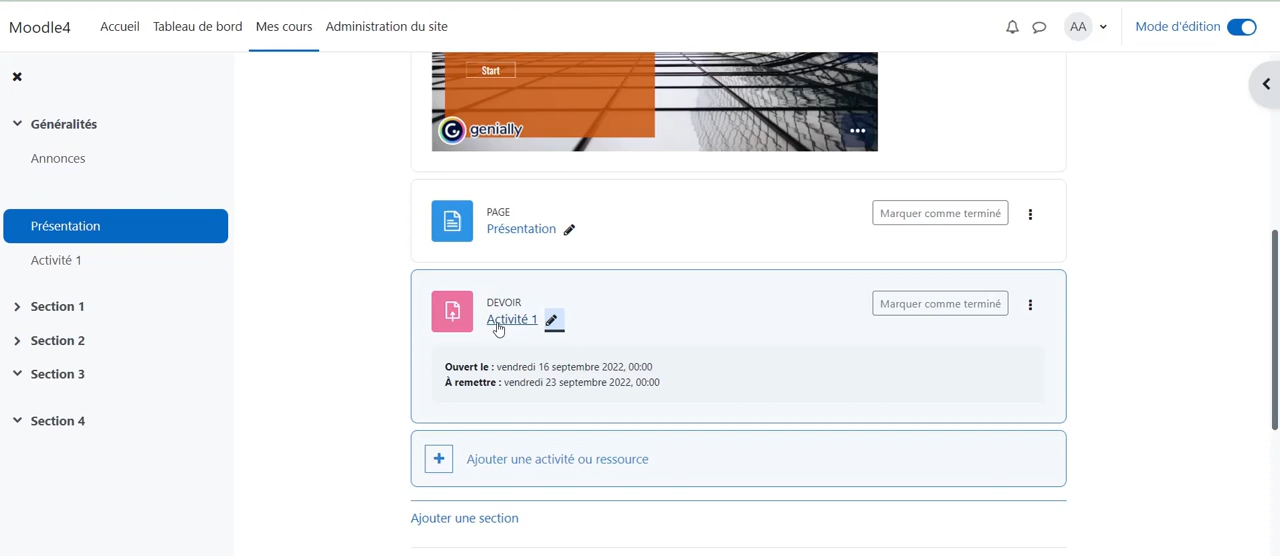 Moodle4 Accueil Tableau de bord Mes cours Administration du site AA Mode d'édition
Généralités
Annonces
Présentation
Activité 1
Section 1
Section 2
Section 3
Section 4
Start
genially
PAGE
Présentation
Marquer comme terminé
DEVOIR
Activité 1
Marquer comme terminé
Ouvert le : vendredi 16 septembre 2022, 00:00
À remettre : vendredi 23 septembre 2022, 00:00
Ajouter une activité ou ressource
Ajouter une section